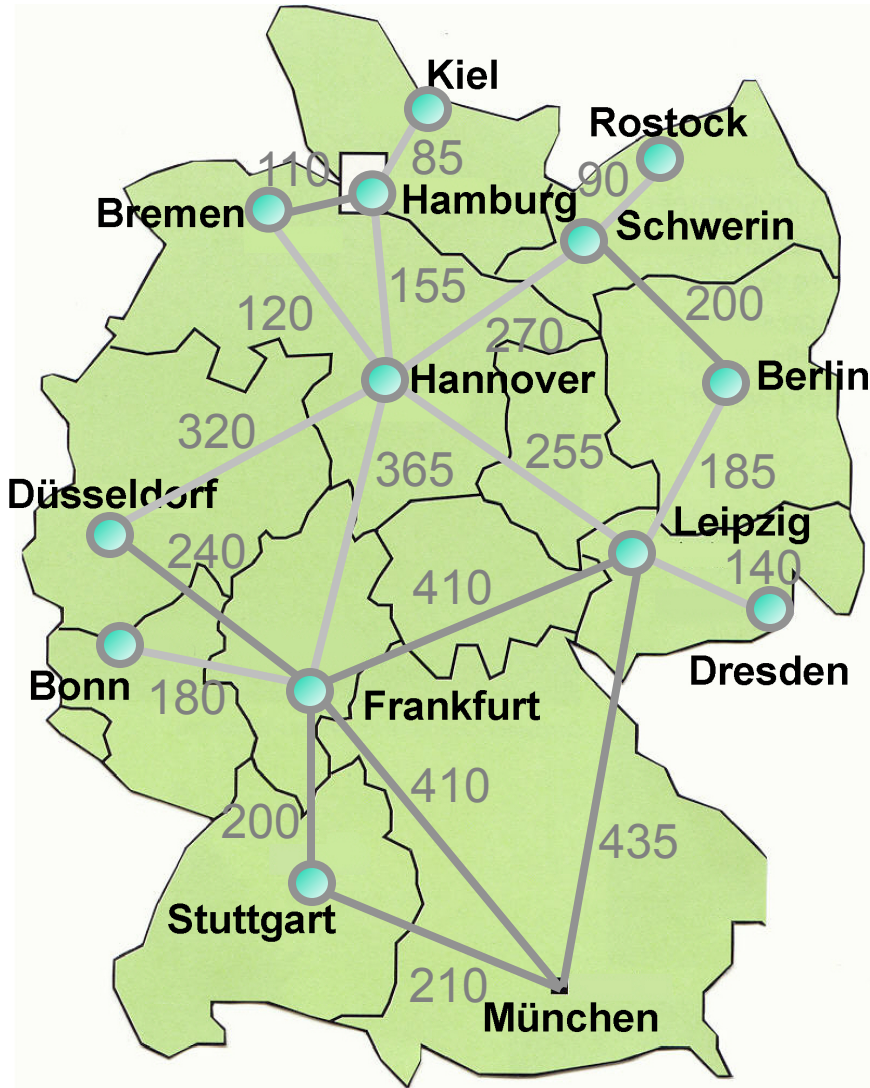 Kiel
Rostock
110
85
90
Bremen
Hamburg
Schwerin
155
200
120
270
Hannover
Berlin
320
255
365
185
Düsseldorf
Leipzig
240
140
410
Bonn
180
Dresden
Frankfurt
410
200
435
Stuttgart
210
München